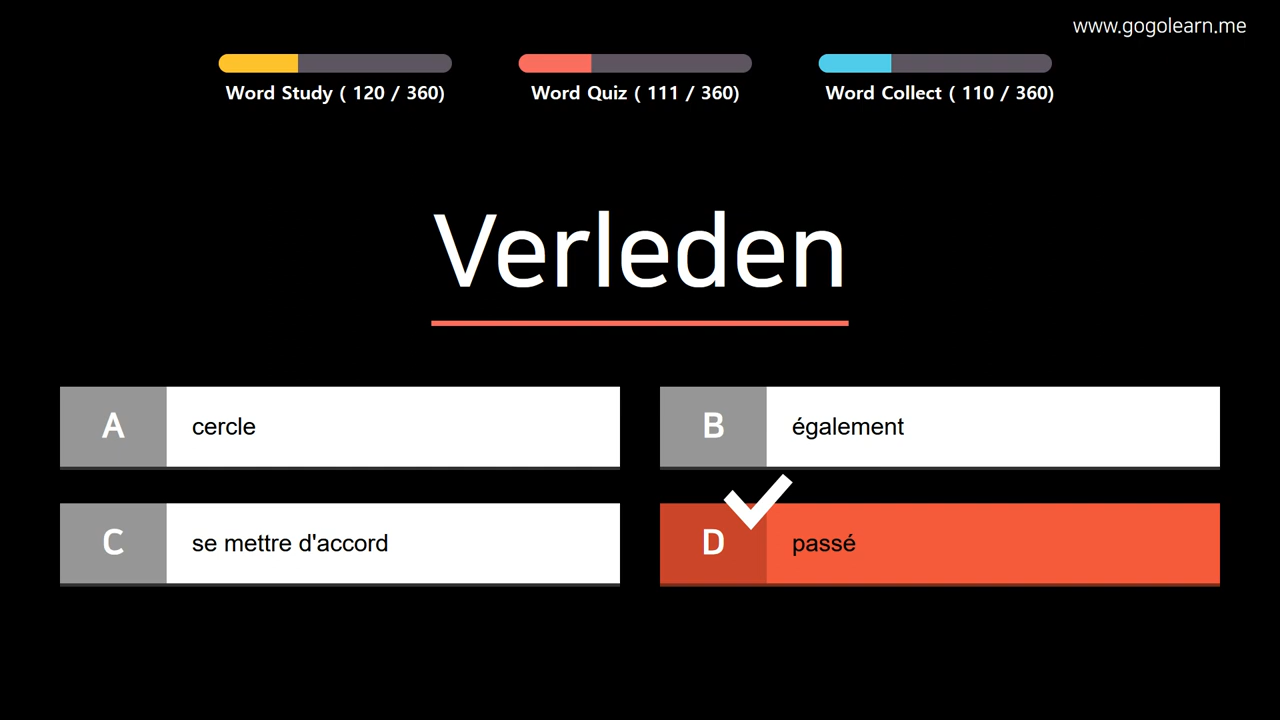 www.gogolearn.me
Word Study ( 120 / 360)
Word Quiz ( 111 / 360)
Word Collect ( 110 / 360)
Verleden
A cercle
B également
C se mettre d'accord
D passé